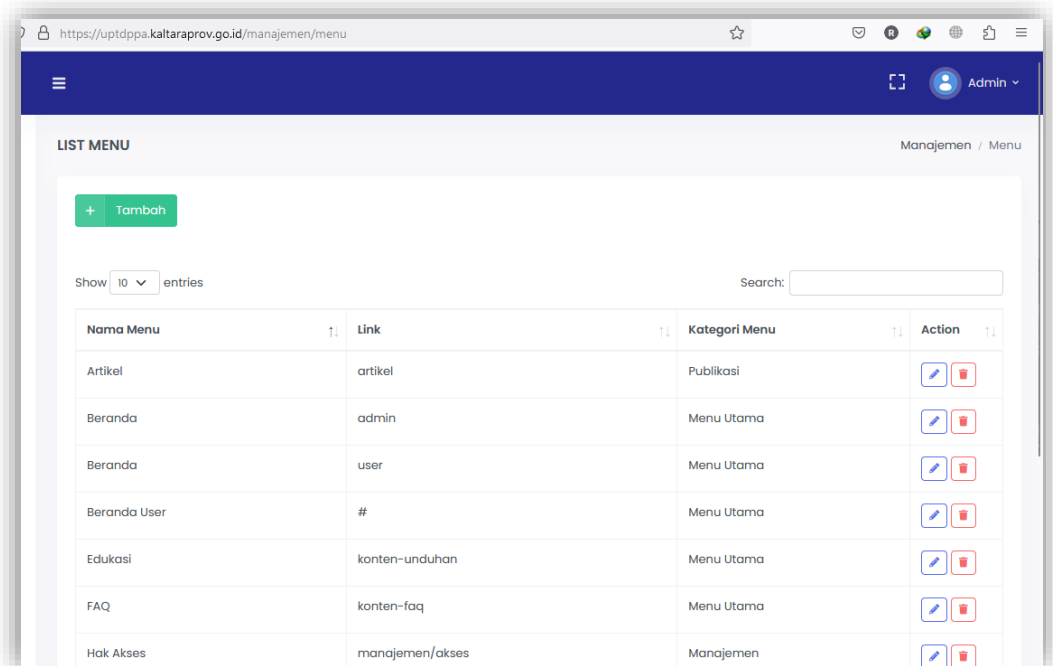 https://uptdppa.kaltaraprov.go.id/manajemen/menu
R
Admin
LIST MENU
Manajemen / Menu
+ Tambah
Show 10 entries
Search:
Nama Menu Link Kategori Menu Action
Artikel artikel Publikasi
Beranda admin Menu Utama
Beranda user Menu Utama
Beranda User # Menu Utama
Edukasi konten-unduhan Menu Utama
FAQ konten-faq Menu Utama
Hak Akses manajemen/akses Manajemen